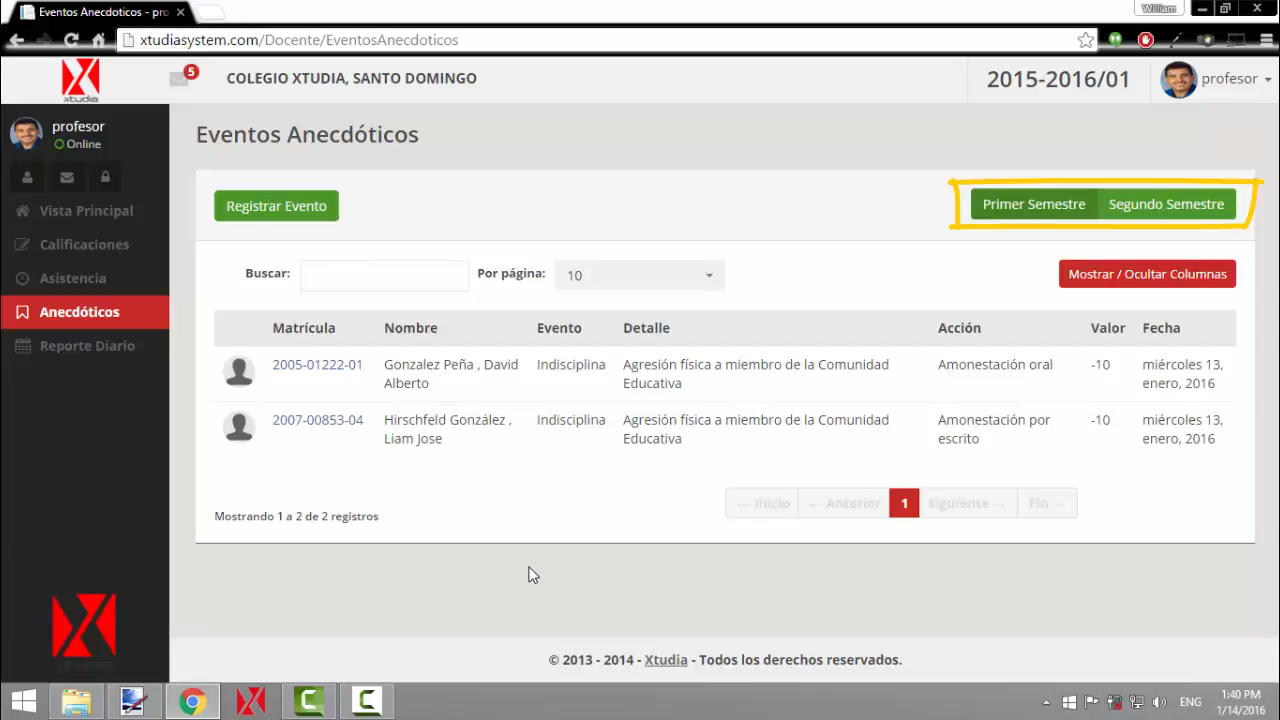 Eventos Anecdoticos - pro
William
xtudiasystem.com/Docente/EventosAnecdoticos
xtudia
5
COLEGIO XTUDIA, SANTO DOMINGO
2015-2016/01
profesor
profesor
Online
Vista Principal
Calificaciones
Asistencia
Anecdóticos
Reporte Diario
Eventos Anecdóticos
Registrar Evento
Primer Semestre
Segundo Semestre
Buscar:
Por página:
10
Mostrar / Ocultar Columnas
Matrícula Nombre Evento Detalle Acción Valor Fecha
2005-01222-01 Gonzalez Peña , David Indisciplina Agresión física a miembro de la Comunidad Amonestación oral -10 miércoles 13,
Alberto Educativa enero, 2016
2007-00853-04 Hirschfeld González , Indisciplina Agresión física a miembro de la Comunidad Amonestación por -10 miércoles 13,
Liam Jose Educativa escrito enero, 2016
← Inicio ← Anterior 1 Siguiente → Fin →
Mostrando 1 a 2 de 2 registros
© 2013 - 2014 - Xtudia - Todos los derechos reservados.
ENG
1:40 PM
1/14/2016